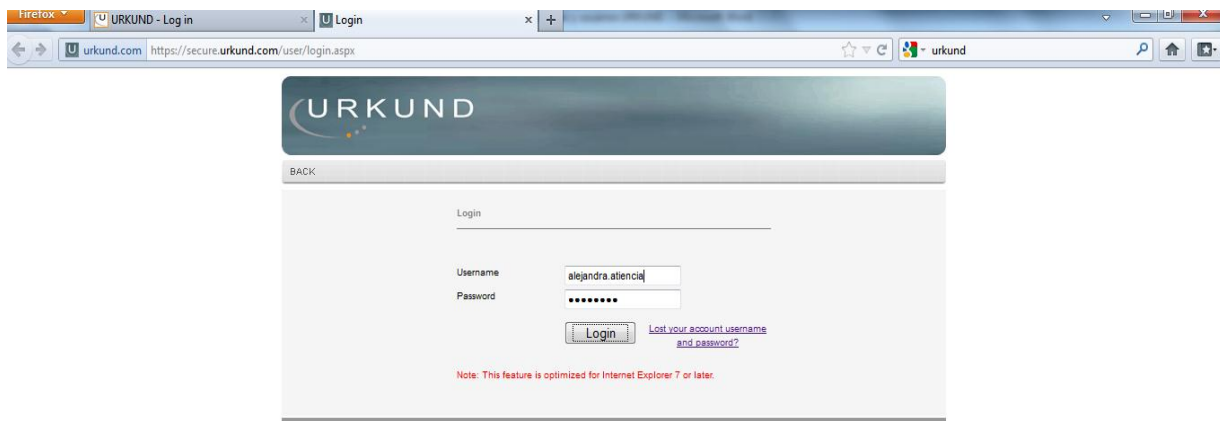 Firefox
URKUND - Log in
Login
urkund.com https://secure.urkund.com/user/login.aspx
urkund
URKUND
BACK
Login
Username alejandra.atiencia
Password ••••••••
Login Lost your account username
and password?
Note: This feature is optimized for Internet Explorer 7 or later.